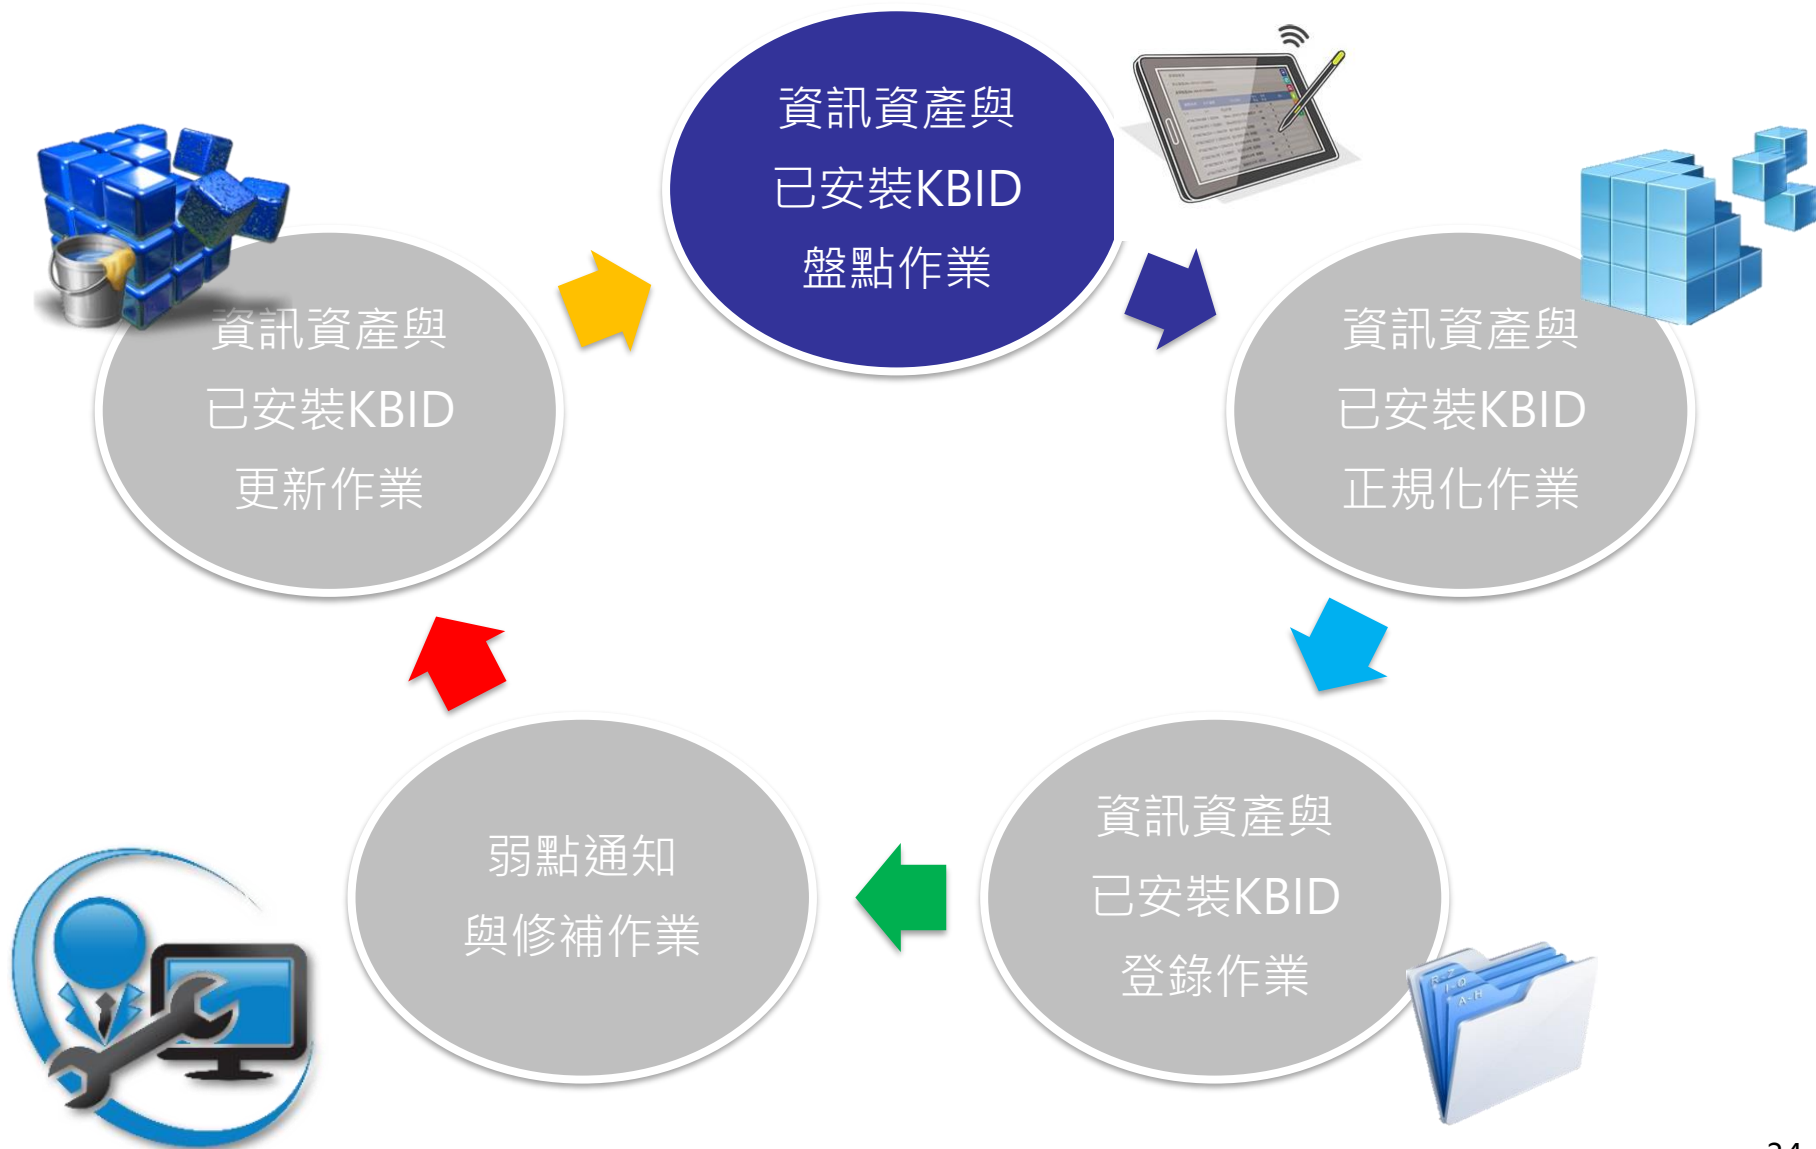 資訊資產與
已安裝KBID
盤點作業
資訊資產與
已安裝KBID
正規化作業
資訊資產與
已安裝KBID
登錄作業
弱點通知
與修補作業
資訊資產與
已安裝KBID
更新作業
R-Z
I-Q
A-H